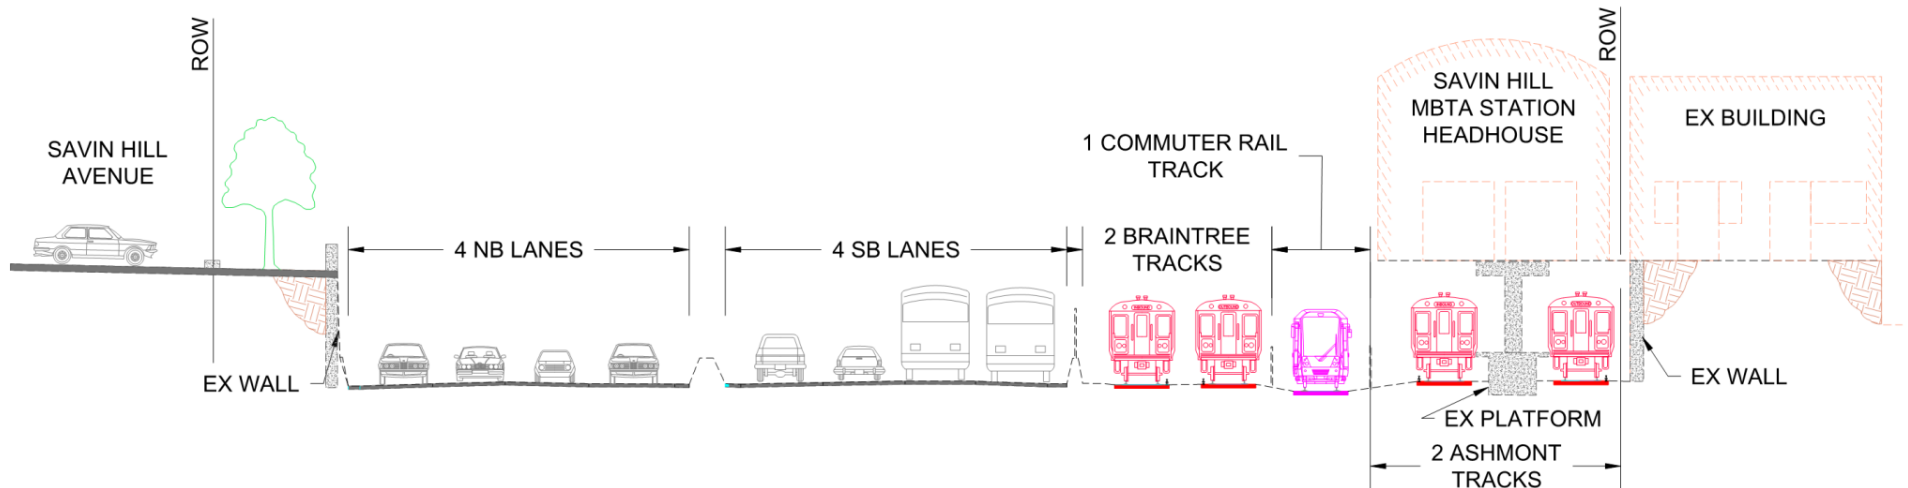 ROW
SAVIN HILL
AVENUE
EX WALL
4 NB LANES
4 SB LANES
2 BRAINTREE
TRACKS
1 COMMUTER RAIL
TRACK
SAVIN HILL
MBTA STATION
HEADHOUSE
ROW
EX BUILDING
EX WALL
EX PLATFORM
2 ASHMONT
TRACKS